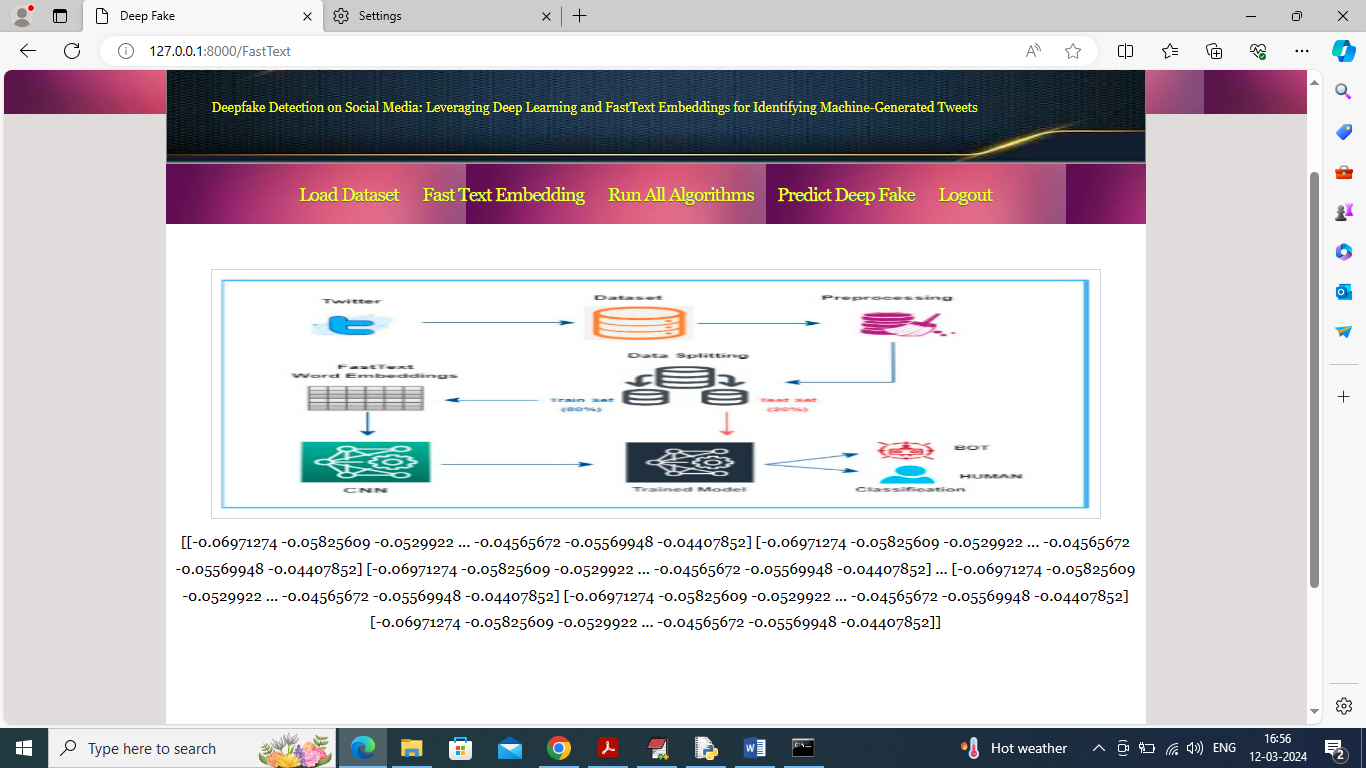 Deep Fake
Settings
127.0.0.1:8000/FastText
Deepfake Detection on Social Media: Leveraging Deep Learning and FastText Embeddings for Identifying Machine-Generated Tweets
Load Dataset Fast Text Embedding Run All Algorithms Predict Deep Fake Logout
Twitter Dataset Preprocessing
Data Splitting
FastText
Word Embeddings
Train set Test set
(80%) (20%)
BOT
HUMAN
CNN Trained Model Classification
[[-0.06971274 -0.05825609 -0.0529922 ... -0.04565672 -0.05569948 -0.04407852] [-0.06971274 -0.05825609 -0.0529922 ... -0.04565672
-0.05569948 -0.04407852] [-0.06971274 -0.05825609 -0.0529922 ... -0.04565672 -0.05569948 -0.04407852] ... [-0.06971274 -0.05825609
-0.0529922 ... -0.04565672 -0.05569948 -0.04407852] [-0.06971274 -0.05825609 -0.0529922 ... -0.04565672 -0.05569948 -0.04407852]
[-0.06971274 -0.05825609 -0.0529922 ... -0.04565672 -0.05569948 -0.04407852]]
Type here to search
Hot weather
ENG
16:56
12-03-2024
2